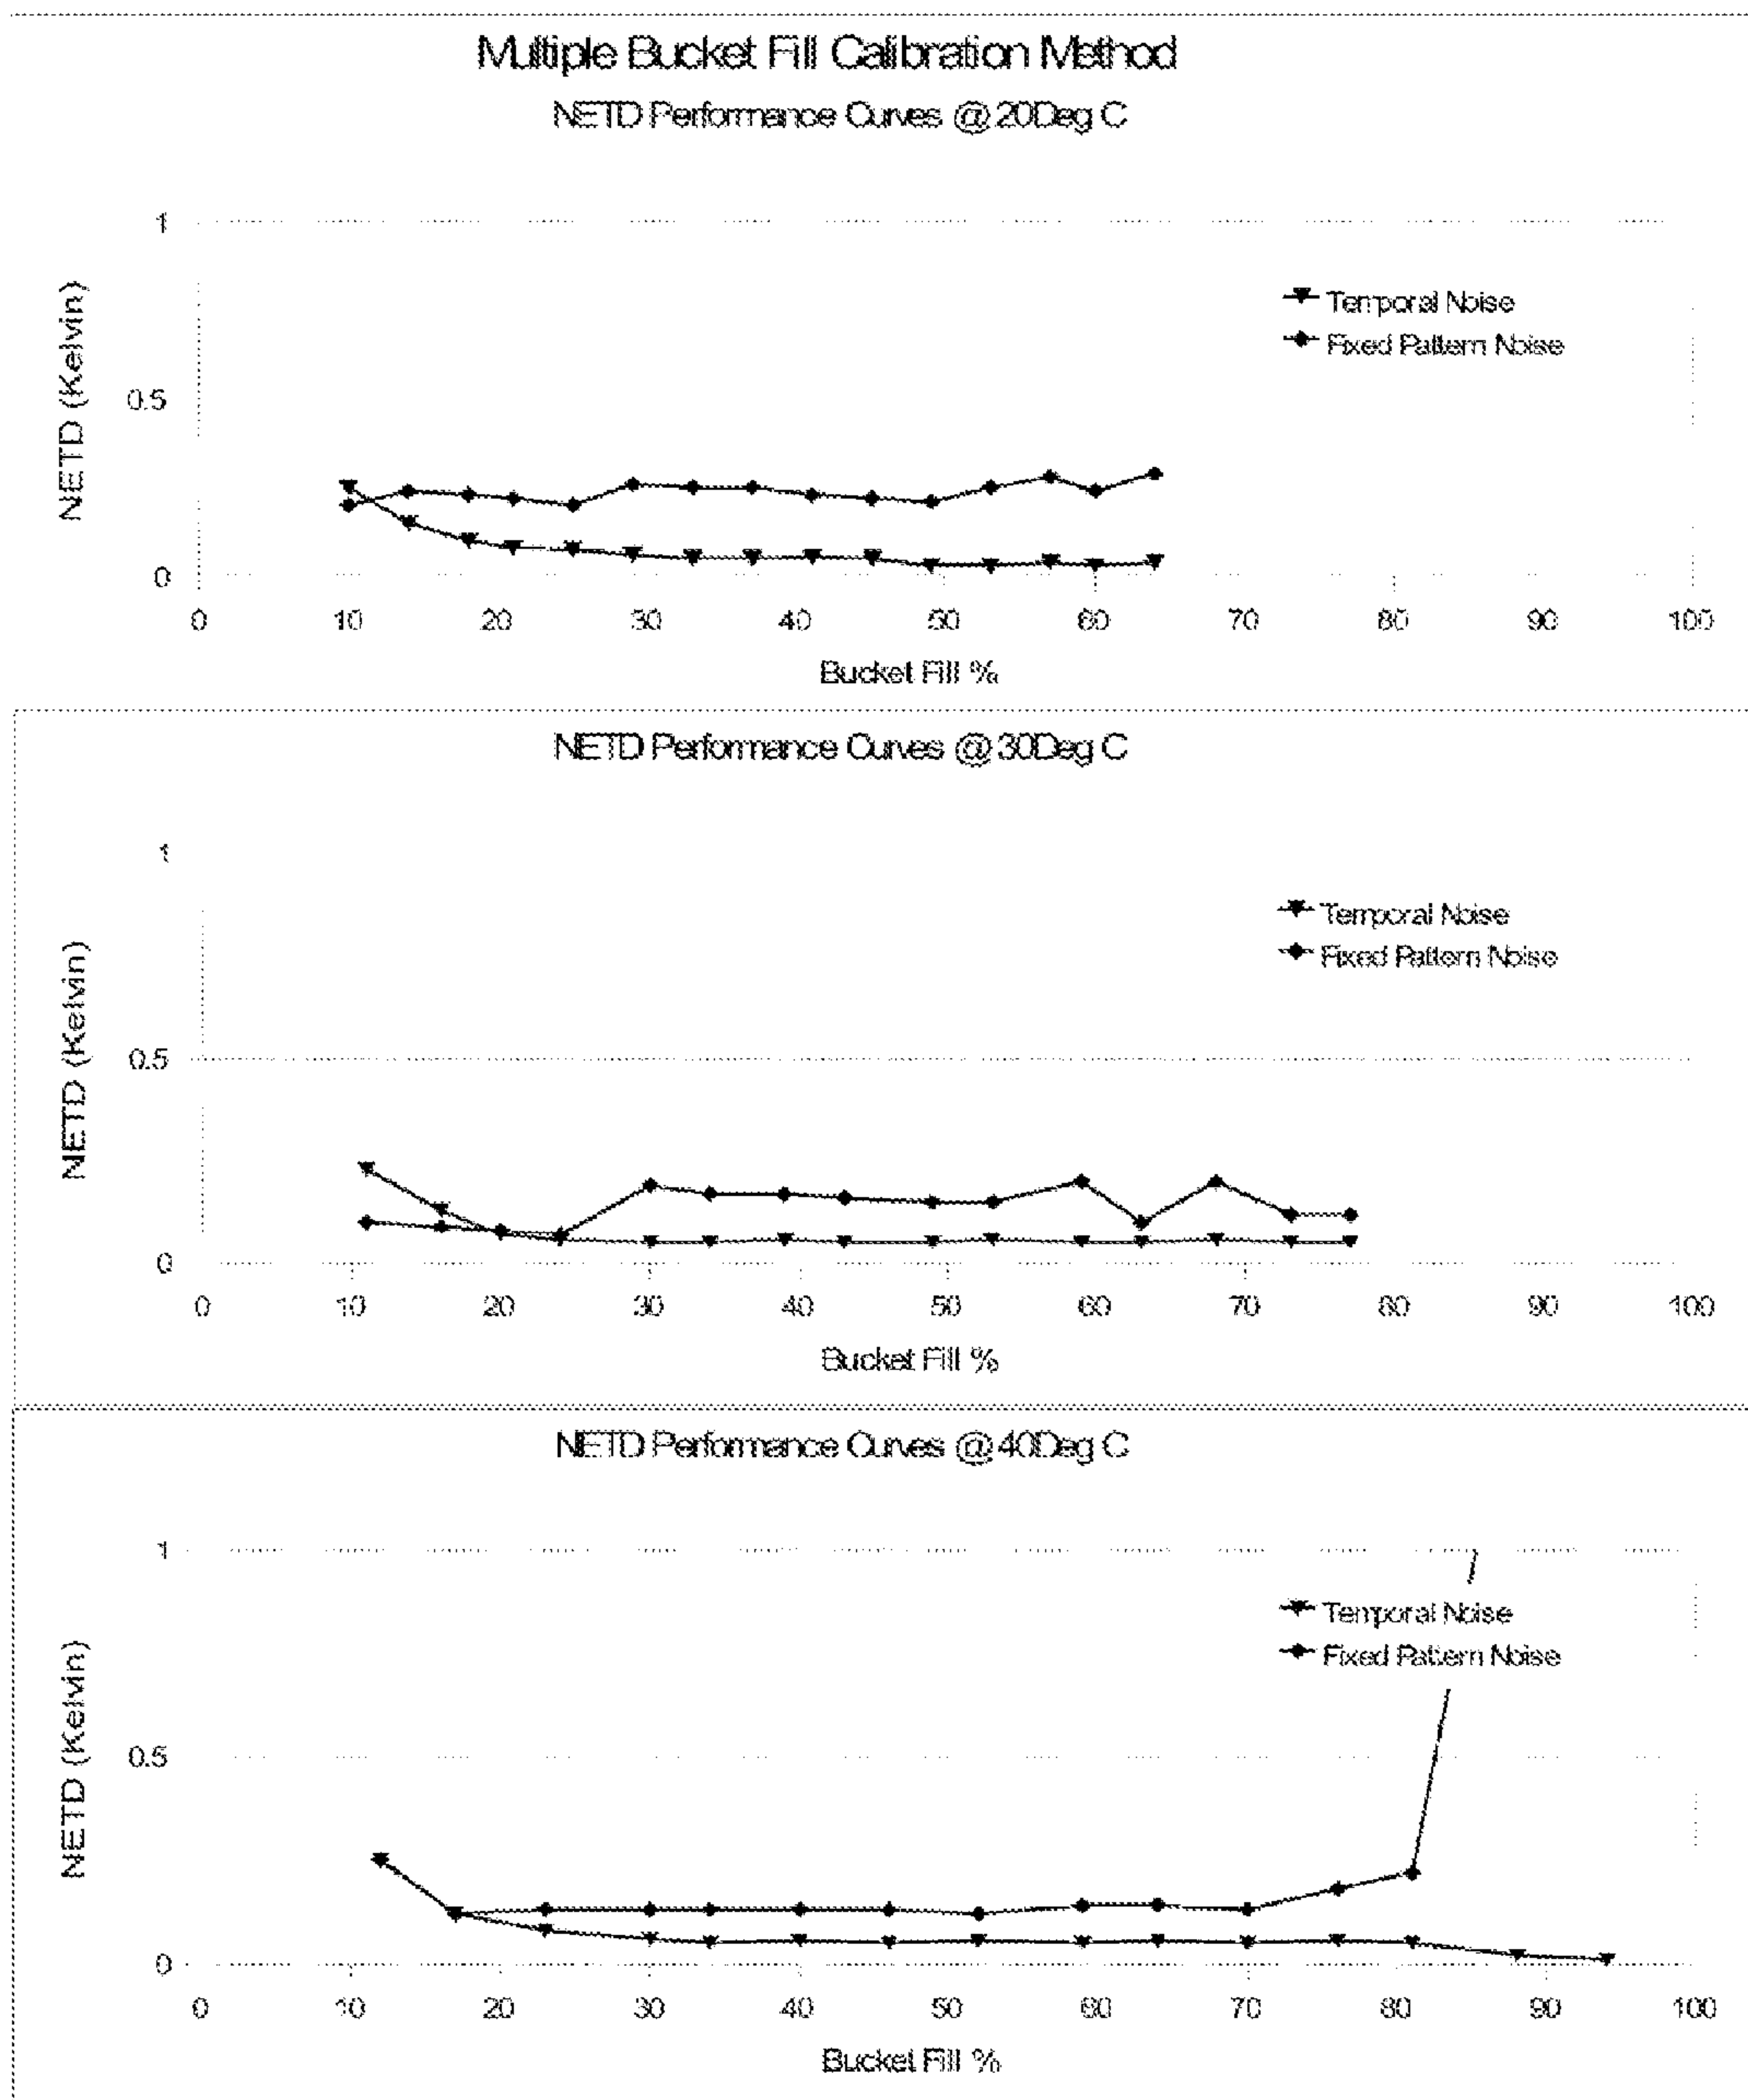 Multiple Bucket Fill Calibration Method
NETD Performance Curves @ 20Deg C
1
0.5
0
NETD (Kelvin)
Temporal Noise
Fixed Pattern Noise
0 10 20 30 40 50 60 70 80 90 100
Bucket Fill %
NETD Performance Curves @ 30Deg C
1
0.5
0
NETD (Kelvin)
Temporal Noise
Fixed Pattern Noise
0 10 20 30 40 50 60 70 80 90 100
Bucket Fill %
NETD Performance Curves @ 40Deg C
1
0.5
0
NETD (Kelvin)
Temporal Noise
Fixed Pattern Noise
0 10 20 30 40 50 60 70 80 90 100
Bucket Fill %